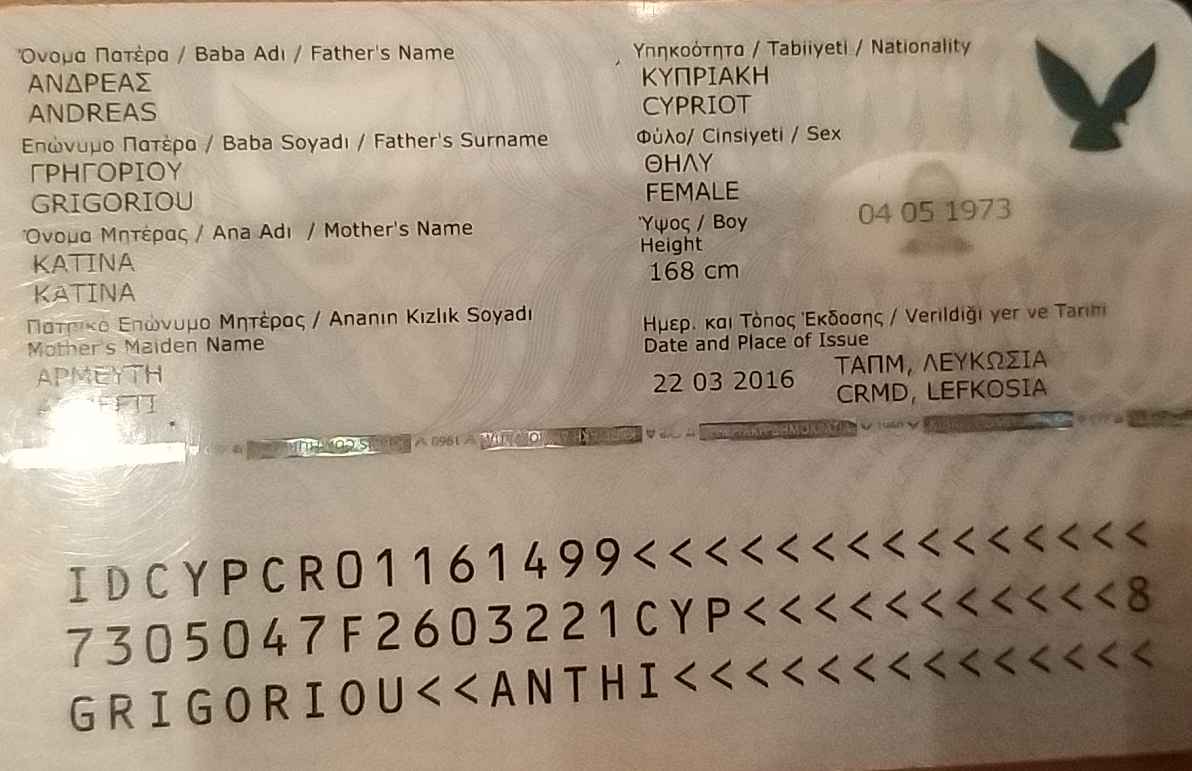 Όνομα Πατέρα / Baba Adı / Father's Name
ΑΝΔΡΕΑΣ
ANDREAS
Επώνυμο Πατέρα / Baba Soyadı / Father's Surname
ΓΡΗΓΟΡΙΟΥ
GRIGORIOU
Όνομα Μητέρας / Ana Adı / Mother's Name
ΚΑΤΙΝΑ
KATINA
Πατρικό Επώνυμο Μητέρας / Ananın Kızlık Soyadı
Mother's Maiden Name
ΑΡΜΕΥΤΗ
Υπηκοότητα / Tabiiyeti / Nationality
ΚΥΠΡΙΑΚΗ
CYPRIOT
Φύλο/ Cinsiyeti / Sex
ΘΗΛΥ
FEMALE
Ύψος / Boy
Height
168 cm
04 05 1973
Ημερ. και Τόπος Έκδοσης / Verildiği yer ve Tarihi
Date and Place of Issue
22 03 2016
ΤΑΠΜ, ΛΕΥΚΩΣΙΑ
CRMD, LEFKOSIA
IDCYPCR01161499<<<<<<<<<<<<<<<
7305047F2603221CYP<<<<<<<<<<<8
GRIGORIOU<<ANTHI<<<<<<<<<<<<<<